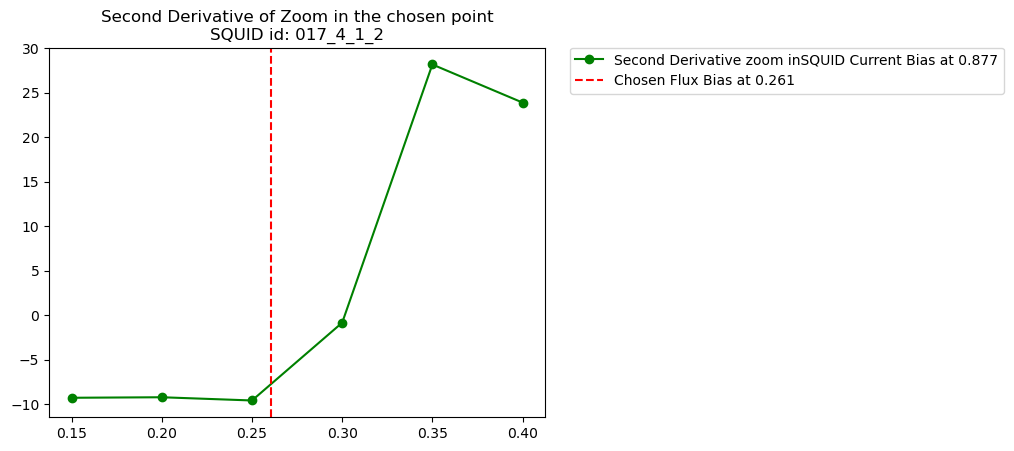 Second Derivative of Zoom in the chosen point
SQUID id: 017_4_1_2
30
25
20
15
10
5
0
−5
−10
0.15 0.20 0.25 0.30 0.35 0.40
Second Derivative zoom inSQUID Current Bias at 0.877
Chosen Flux Bias at 0.261